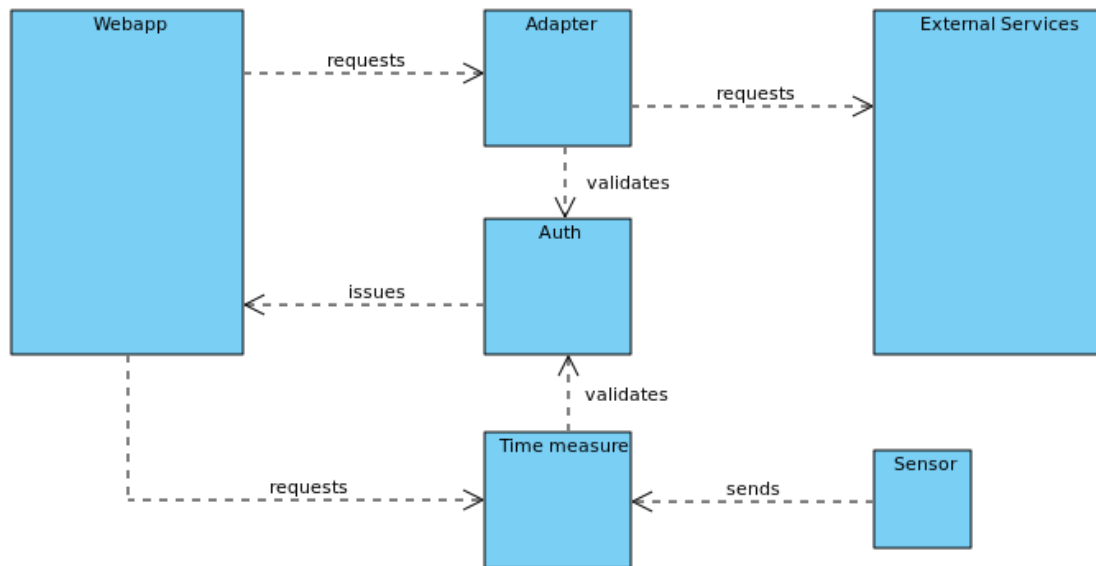 Webapp
Adapter
External Services
requests
requests
validates
Auth
issues
validates
Time measure
Sensor
requests
sends